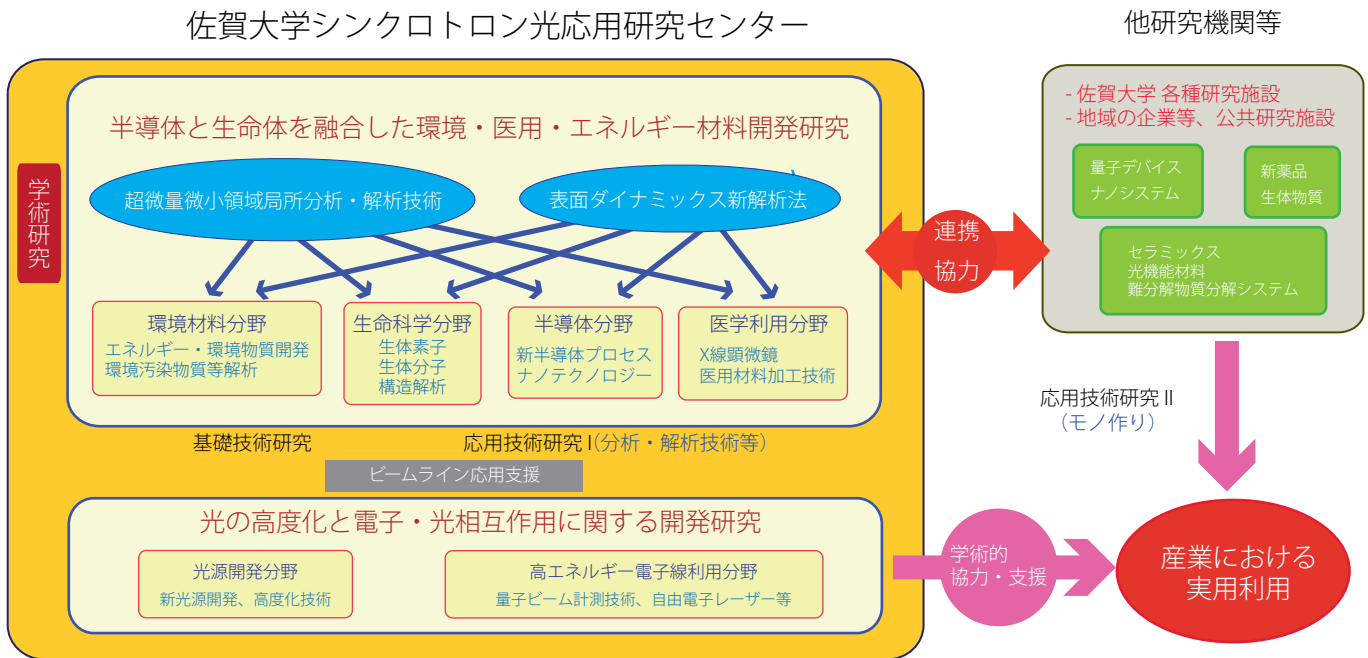 佐賀大学シンクロトロン光応用研究センター
他研究機関等
学術研究
半導体と生命体を融合した環境・医用・エネルギー材料開発研究
超微量微小領域局所分析・解析技術
表面ダイナミックス新解析法
環境材料分野
エネルギー・環境物質開発
環境汚染物質等解析
生命科学分野
生体素子
生体分子
構造解析
半導体分野
新半導体プロセス
ナノテクノロジー
医学利用分野
X線顕微鏡
医用材料加工技術
基礎技術研究
応用技術研究 I(分析・解析技術等)
ビームライン応用支援
光の高度化と電子・光相互作用に関する開発研究
光源開発分野
新光源開発、高度化技術
高エネルギー電子線利用分野
量子ビーム計測技術、自由電子レーザー等
連携
協力
- 佐賀大学 各種研究施設
- 地域の企業等、公共研究施設
量子デバイス
ナノシステム
新薬品
生体物質
セラミックス
光機能材料
難分解物質分解システム
応用技術研究 II
(モノ作り)
学術的
協力・支援
産業における
実用利用